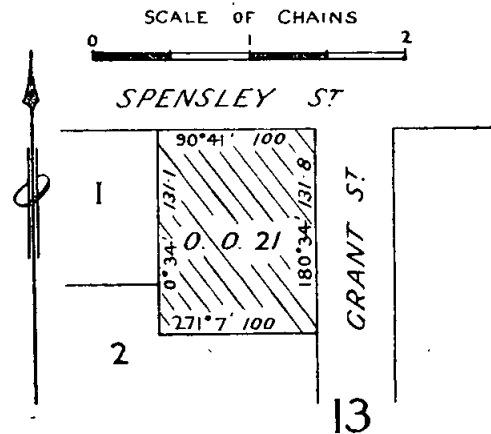 SCALE OF CHAINS
0 1 2
SPENSLEY ST.
90°41' 100
1
131·1
0°34'
0. 0. 21
131·8
180°34'
GRANT ST.
271°7' 100
2
13